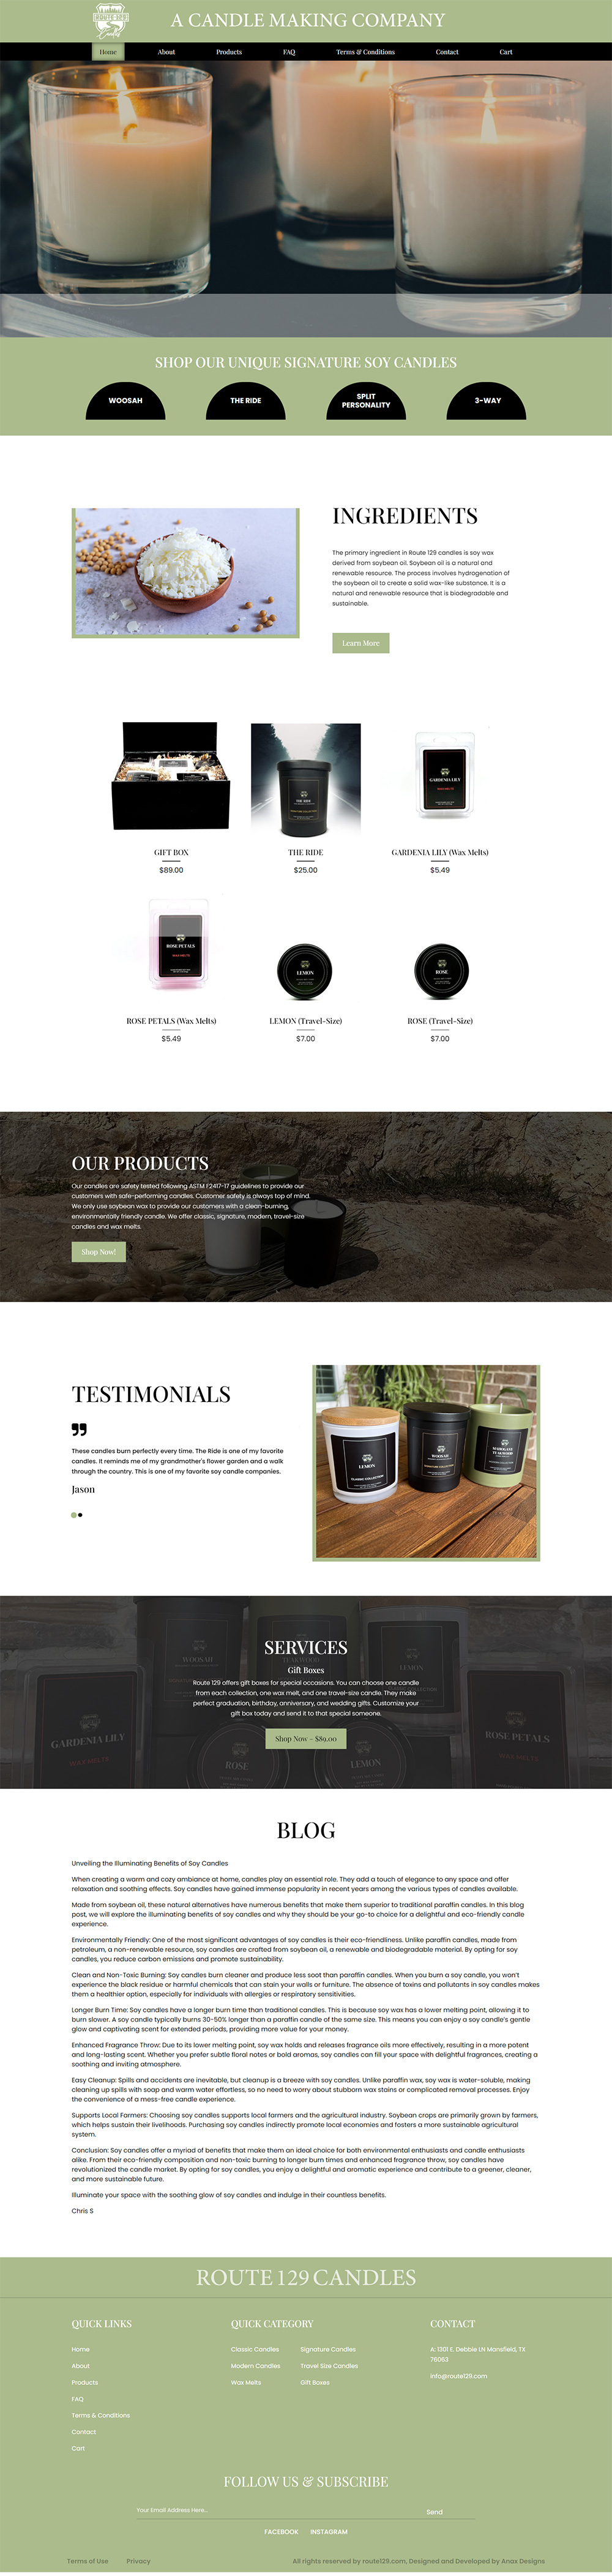 ROUTE 129
Candles
A CANDLE MAKING COMPANY
Home About Products FAQ Terms & Conditions Contact Cart
SHOP OUR UNIQUE SIGNATURE SOY CANDLES
WOOSAH
THE RIDE
SPLIT
PERSONALITY
3-WAY
INGREDIENTS
The primary ingredient in Route 129 candles is soy wax
derived from soybean oil. Soybean oil is a natural and
renewable resource. The process involves hydrogenation of
the soybean oil to create a solid wax-like substance. It is a
natural and renewable resource that is biodegradable and
sustainable.
Learn More
THE RIDE
GARDENIA LILY
WAX MELTS
GIFT BOX
$89.00
THE RIDE
$25.00
GARDENIA LILY (Wax Melts)
$5.49
ROSE PETALS
WAX MELTS
LEMON
ROSE
ROSE PETALS (Wax Melts)
$5.49
LEMON (Travel-Size)
$7.00
ROSE (Travel-Size)
$7.00
OUR PRODUCTS
Our candles are safety tested following ASTM F2417-17 guidelines to provide our
customers with safe-performing candles. Customer safety is always top of mind.
We only use soybean wax to provide our customers with a clean-burning,
environmentally friendly candle. We offer classic, signature, modern, travel-size
candles and wax melts.
Shop Now!
TESTIMONIALS
These candles burn perfectly every time. The Ride is one of my favorite
candles. It reminds me of my grandmother's flower garden and a walk
through the country. This is one of my favorite soy candle companies.
Jason
LEMON
CLASSIC COLLECTION
WOOSAH
MAHOGANY
TEAKWOOD
SERVICES
Gift Boxes
Route 129 offers gift boxes for special occasions. You can choose one candle
from each collection, one wax melt, and one travel-size candle. They make
perfect graduation, birthday, anniversary, and wedding gifts. Customize your
gift box today and send it to that special someone.
Shop Now – $89.00
WOOSAH
TEAKWOOD
LEMON
GARDENIA LILY
WAX MELTS
ROSE
LEMON
ROSE PETALS
WAX MELTS
BLOG
Unveiling the Illuminating Benefits of Soy Candles
When creating a warm and cozy ambiance at home, candles play an essential role. They add a touch of elegance to any space and offer
relaxation and soothing effects. Soy candles have gained immense popularity in recent years among the various types of candles available.
Made from soybean oil, these natural alternatives have numerous benefits that make them superior to traditional paraffin candles. In this blog
post, we will explore the illuminating benefits of soy candles and why they should be your go-to choice for a delightful and eco-friendly candle
experience.
Environmentally Friendly: One of the most significant advantages of soy candles is their eco-friendliness. Unlike paraffin candles, made from
petroleum, a non-renewable resource, soy candles are crafted from soybean oil, a renewable and biodegradable material. By opting for soy
candles, you reduce carbon emissions and promote sustainability.
Clean and Non-Toxic Burning: Soy candles burn cleaner and produce less soot than paraffin candles. When you burn a soy candle, you won't
experience the black residue or harmful chemicals that can stain your walls or furniture. The absence of toxins and pollutants in soy candles makes
them a healthier option, especially for individuals with allergies or respiratory sensitivities.
Longer Burn Time: Soy candles have a longer burn time than traditional candles. This is because soy wax has a lower melting point, allowing it to
burn slower. A soy candle typically burns 30-50% longer than a paraffin candle of the same size. This means you can enjoy a soy candle's gentle
glow and captivating scent for extended periods, providing more value for your money.
Enhanced Fragrance Throw: Due to its lower melting point, soy wax holds and releases fragrance oils more effectively, resulting in a more potent
and long-lasting scent. Whether you prefer subtle floral notes or bold aromas, soy candles can fill your space with delightful fragrances, creating a
soothing and inviting atmosphere.
Easy Cleanup: Spills and accidents are inevitable, but cleanup is a breeze with soy candles. Unlike paraffin wax, soy wax is water-soluble, making
cleaning up spills with soap and warm water effortless, so no need to worry about stubborn wax stains or complicated removal processes. Enjoy
the convenience of a mess-free candle experience.
Supports Local Farmers: Choosing soy candles supports local farmers and the agricultural industry. Soybean crops are primarily grown by farmers,
which helps sustain their livelihoods. Purchasing soy candles indirectly promote local economies and fosters a more sustainable agricultural
system.
Conclusion: Soy candles offer a myriad of benefits that make them an ideal choice for both environmental enthusiasts and candle enthusiasts
alike. From their eco-friendly composition and non-toxic burning to longer burn times and enhanced fragrance throw, soy candles have
revolutionized the candle market. By opting for soy candles, you enjoy a delightful and aromatic experience and contribute to a greener, cleaner,
and more sustainable future.
Illuminate your space with the soothing glow of soy candles and indulge in their countless benefits.
Chris S
ROUTE 129 CANDLES
QUICK LINKS
Home
About
Products
FAQ
Terms & Conditions
Contact
Cart
QUICK CATEGORY
Classic Candles Signature Candles
Modern Candles Travel Size Candles
Wax Melts Gift Boxes
CONTACT
A: 1301 E. Debbie LN Mansfield, TX
76063
info@route129.com
FOLLOW US & SUBSCRIBE
Your Email Address Here... Send
FACEBOOK INSTAGRAM
Terms of Use Privacy All rights reserved by route129.com, Designed and Developed by Anax Designs